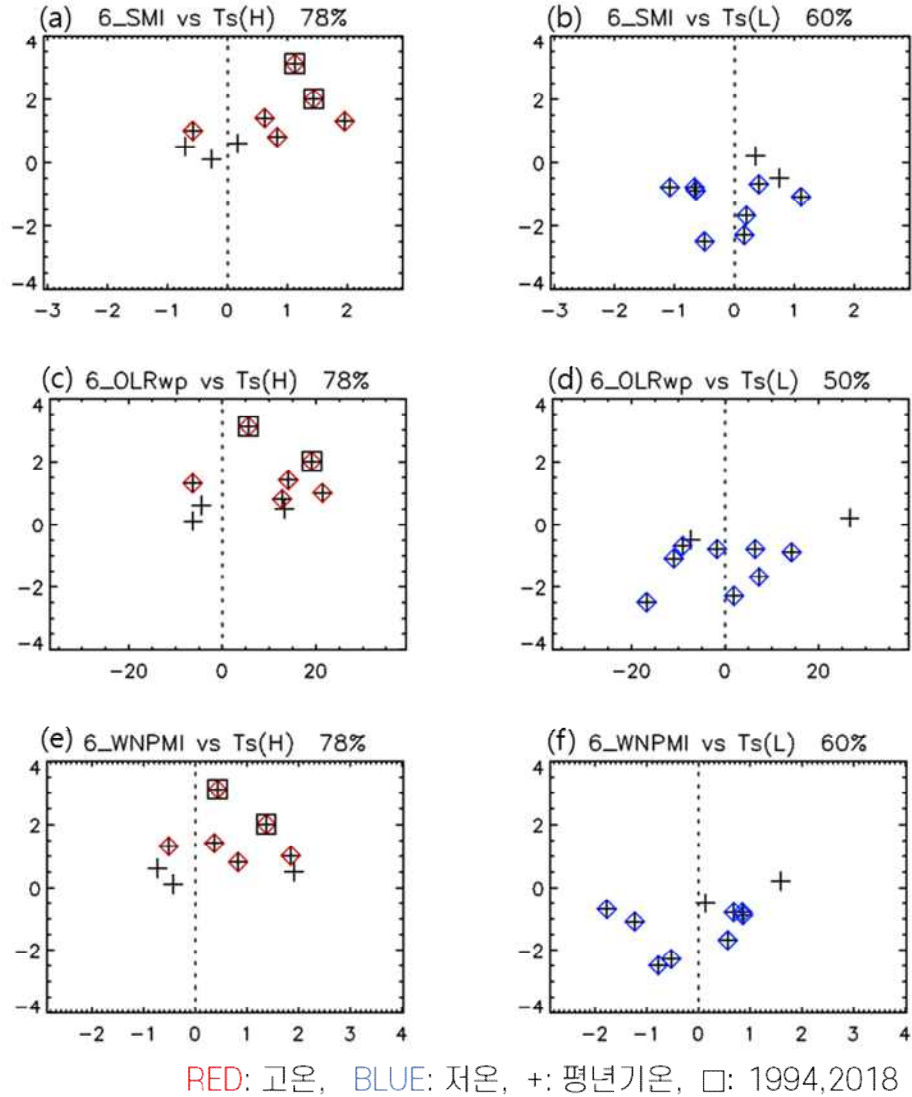 (a) 6_SMI vs Ts(H) 78%
(b) 6_SMI vs Ts(L) 60%
4
2
0
-2
-4
-3 -2 -1 0 1 2
4
2
0
-2
-4
-3 -2 -1 0 1 2
(c) 6_OLRwp vs Ts(H) 78%
(d) 6_OLRwp vs Ts(L) 50%
4
2
0
-2
-4
-20 0 20
4
2
0
-2
-4
-20 0 20
(e) 6_WNPMI vs Ts(H) 78%
(f) 6_WNPMI vs Ts(L) 60%
4
2
0
-2
-4
-2 -1 0 1 2 3 4
4
2
0
-2
-4
-2 -1 0 1 2 3 4
RED: 고온, BLUE: 저온, +: 평년기온, □: 1994,2018